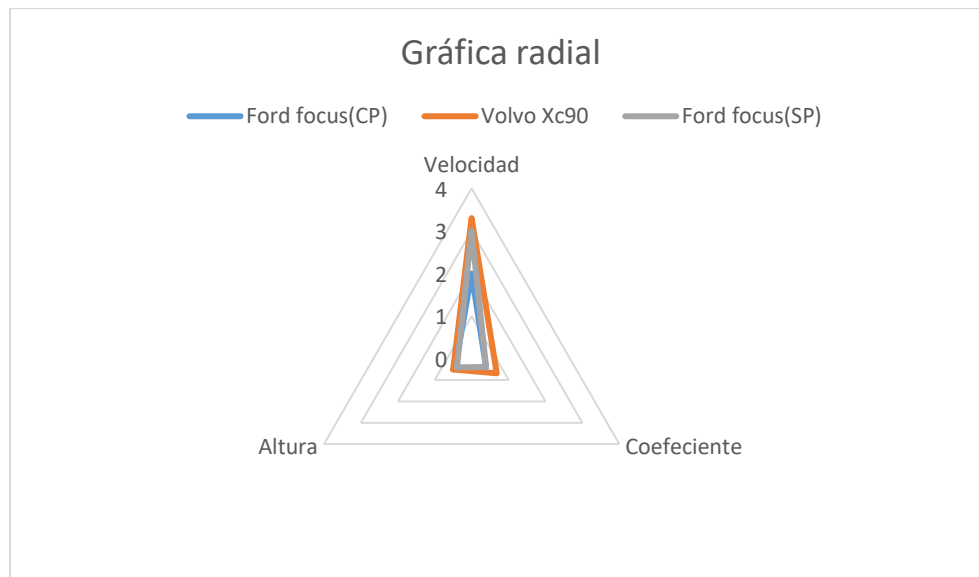 Gráfica radial
Ford focus(CP) Volvo Xc90 Ford focus(SP)
Velocidad
4
3
2
1
0
Altura Coefeciente